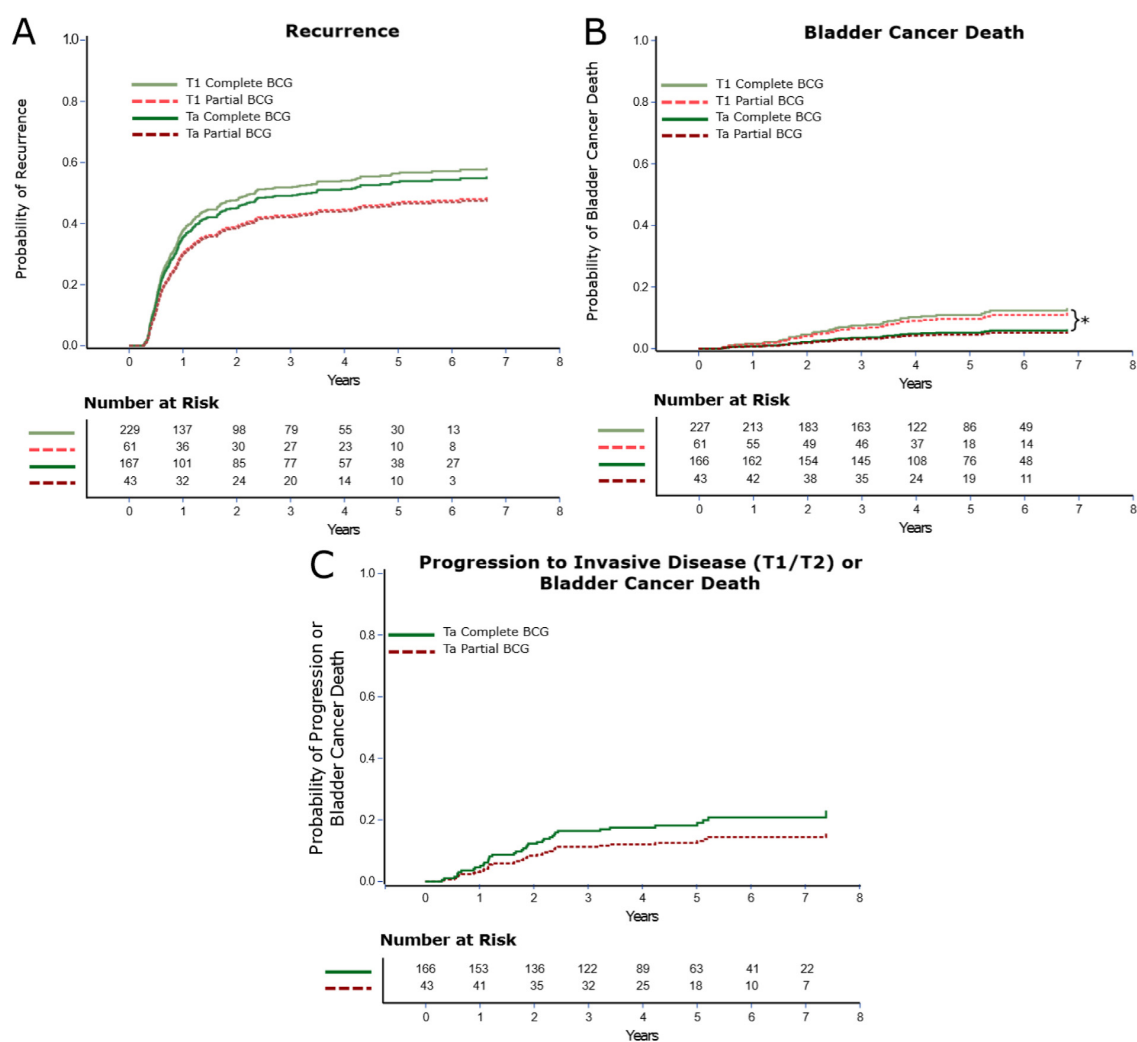 A
Recurrence
Probability of Recurrence
1.0
0.8
0.6
0.4
0.2
0.0
T1 Complete BCG
T1 Partial BCG
Ta Complete BCG
Ta Partial BCG
0 1 2 3 4 5 6 7 8
Years
Number at Risk
229 137 98 79 55 30 13
61 36 30 27 23 10 8
167 101 85 77 57 38 27
43 32 24 20 14 10 3
0 1 2 3 4 5 6 7 8
Years
B
Bladder Cancer Death
Probability of Bladder Cancer Death
1.0
0.8
0.6
0.4
0.2
0.0
T1 Complete BCG
T1 Partial BCG
Ta Complete BCG
Ta Partial BCG
}*
0 1 2 3 4 5 6 7 8
Years
Number at Risk
227 213 183 163 122 86 49
61 55 49 46 37 18 14
166 162 154 145 108 76 48
43 42 38 35 24 19 11
0 1 2 3 4 5 6 7 8
Years
C
Progression to Invasive Disease (T1/T2) or
Bladder Cancer Death
Probability of Progression or
Bladder Cancer Death
1.0
0.8
0.6
0.4
0.2
0.0
Ta Complete BCG
Ta Partial BCG
0 1 2 3 4 5 6 7 8
Years
Number at Risk
166 153 136 122 89 63 41 22
43 41 35 32 25 18 10 7
0 1 2 3 4 5 6 7 8
Years